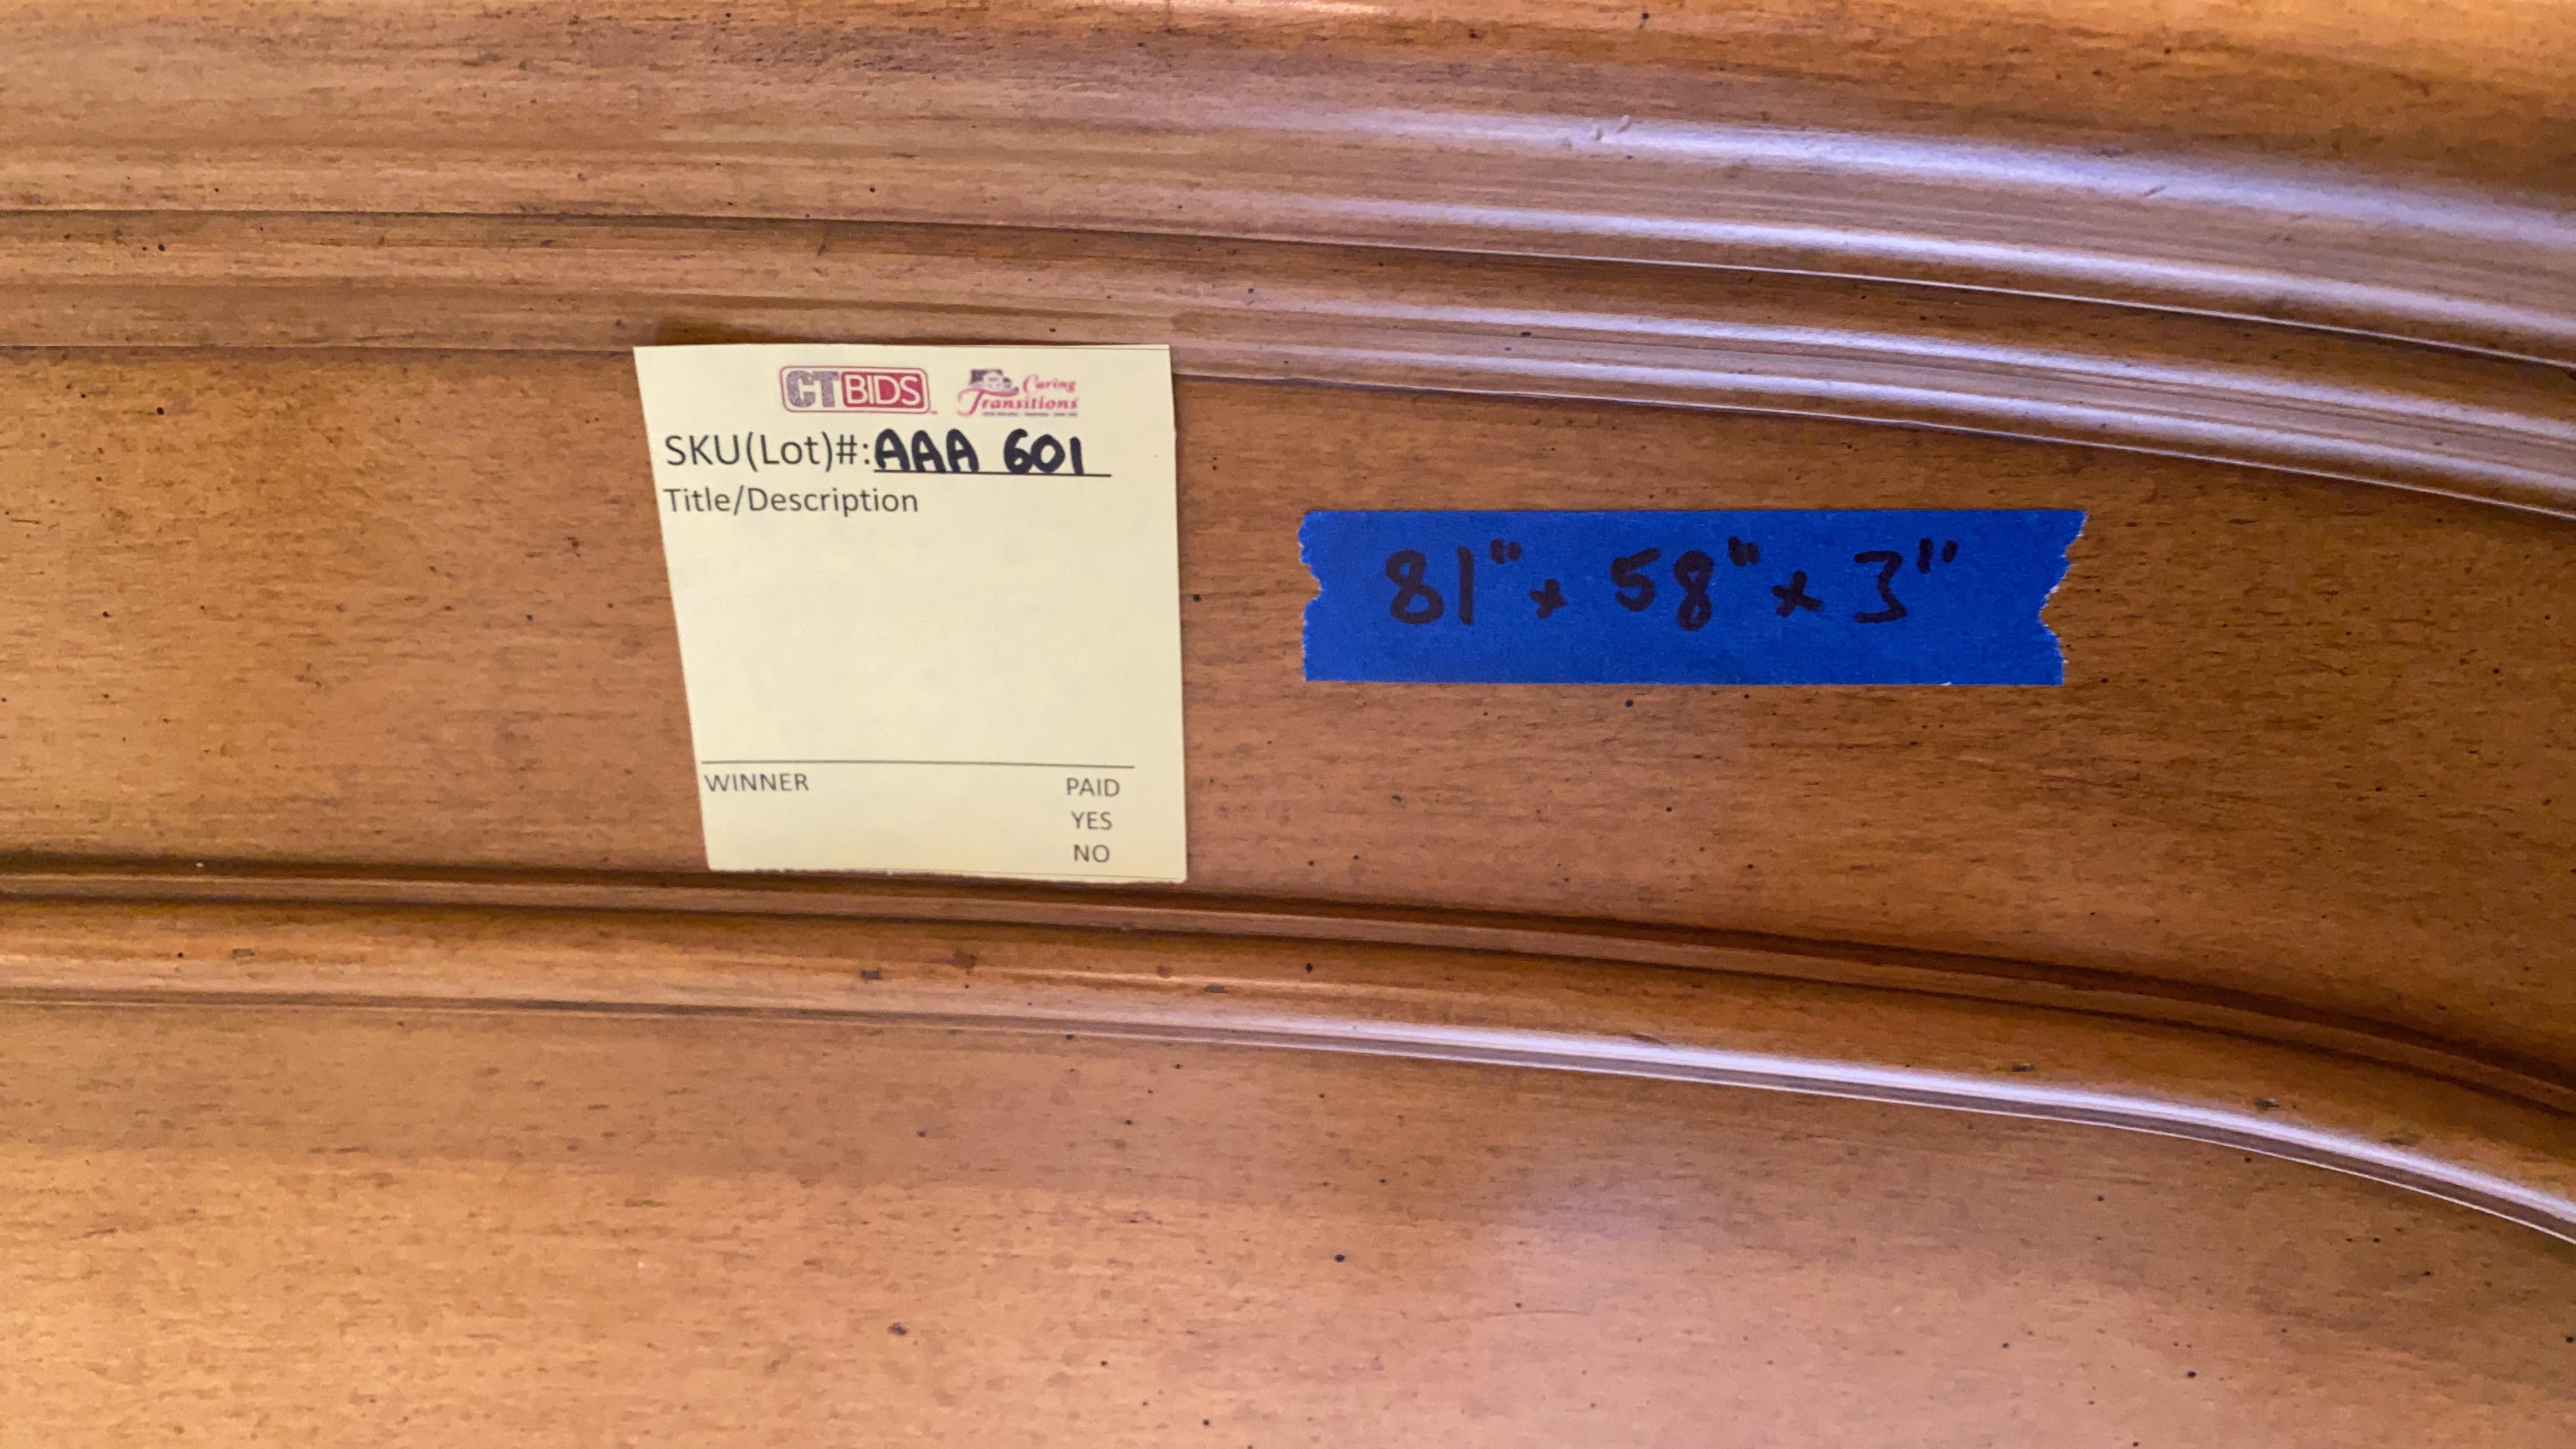 CTBIDS
Caring
Transitions
SKU(Lot)#: AAA 601
Title/Description
81" x 58" x 3"
WINNER PAID
YES
NO